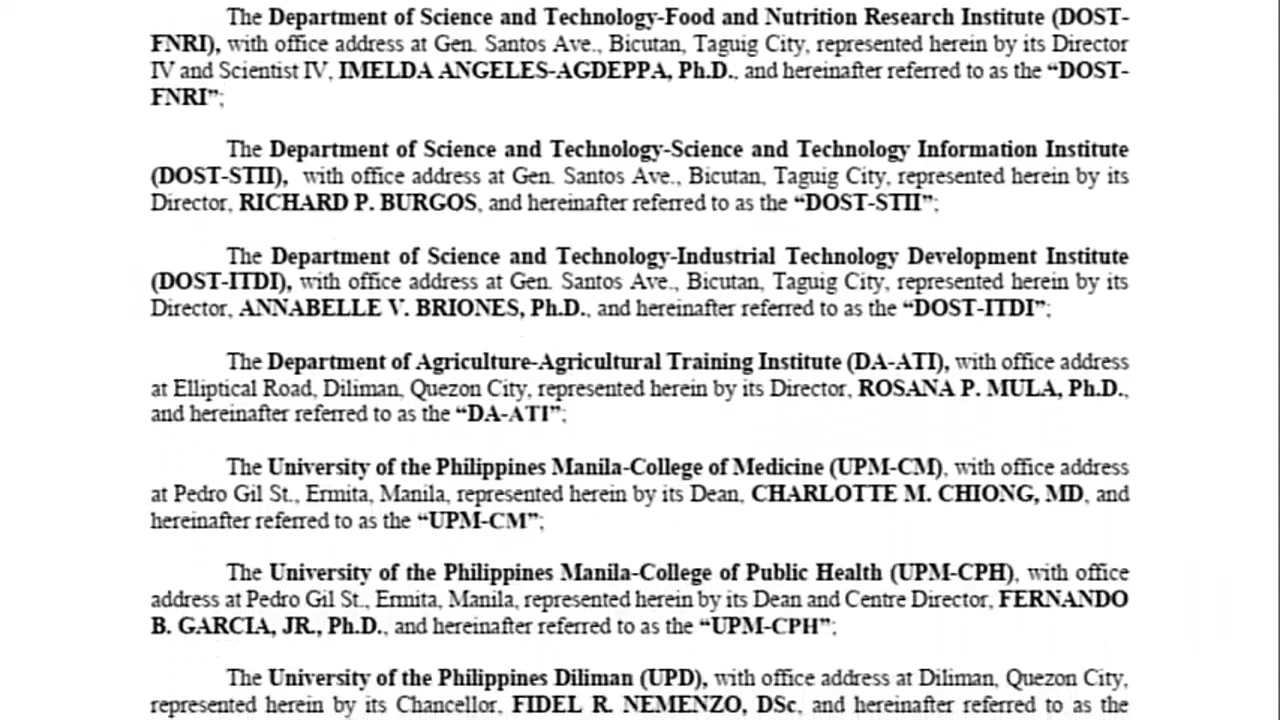 The Department of Science and Technology-Food and Nutrition Research Institute (DOST-
FNRI), with office address at Gen. Santos Ave., Bicutan, Taguig City, represented herein by its Director
IV and Scientist IV, IMELDA ANGELES-AGDEPPA, Ph.D., and hereinafter referred to as the “DOST-
FNRI”;
The Department of Science and Technology-Science and Technology Information Institute
(DOST-STII), with office address at Gen. Santos Ave., Bicutan, Taguig City, represented herein by its
Director, RICHARD P. BURGOS, and hereinafter referred to as the “DOST-STII”;
The Department of Science and Technology-Industrial Technology Development Institute
(DOST-ITDI), with office address at Gen. Santos Ave., Bicutan, Taguig City, represented herein by its
Director, ANNABELLE V. BRIONES, Ph.D., and hereinafter referred to as the “DOST-ITDI”;
The Department of Agriculture-Agricultural Training Institute (DA-ATI), with office address
at Elliptical Road, Diliman, Quezon City, represented herein by its Director, ROSANA P. MULA, Ph.D.,
and hereinafter referred to as the “DA-ATI”;
The University of the Philippines Manila-College of Medicine (UPM-CM), with office address
at Pedro Gil St., Ermita, Manila, represented herein by its Dean, CHARLOTTE M. CHIONG, MD, and
hereinafter referred to as the “UPM-CM”;
The University of the Philippines Manila-College of Public Health (UPM-CPH), with office
address at Pedro Gil St., Ermita, Manila, represented herein by its Dean and Centre Director, FERNANDO
B. GARCIA, JR., Ph.D., and hereinafter referred to as the “UPM-CPH”;
The University of the Philippines Diliman (UPD), with office address at Diliman, Quezon City,
represented herein by its Chancellor, FIDEL R. NEMENZO, DSc, and hereinafter referred to as the